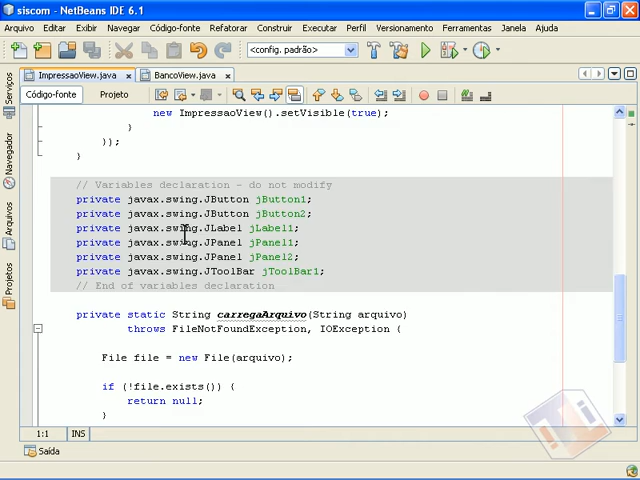 siscom - NetBeans IDE 6.1
Arquivo Editar Exibir Navegar Código-fonte Refatorar Construir Executar Perfil Versionamento Ferramentas Janela Ajuda
<config. padrão>
ImpressaoView.java BancoView.java
Código-fonte Projeto
Serviços
Navegador
Arquivos
Projetos
new ImpressaoView().setVisible(true);
}
});
}
// Variables declaration - do not modify
private javax.swing.JButton jButton1;
private javax.swing.JButton jButton2;
private javax.swing.JLabel jLabel1;
private javax.swing.JPanel jPanel1;
private javax.swing.JPanel jPanel2;
private javax.swing.JToolBar jToolBar1;
// End of variables declaration
private static String carregaArquivo(String arquivo)
throws FileNotFoundException, IOException {
File file = new File(arquivo);
if (!file.exists()) {
return null;
}
1:1 INS
Saída